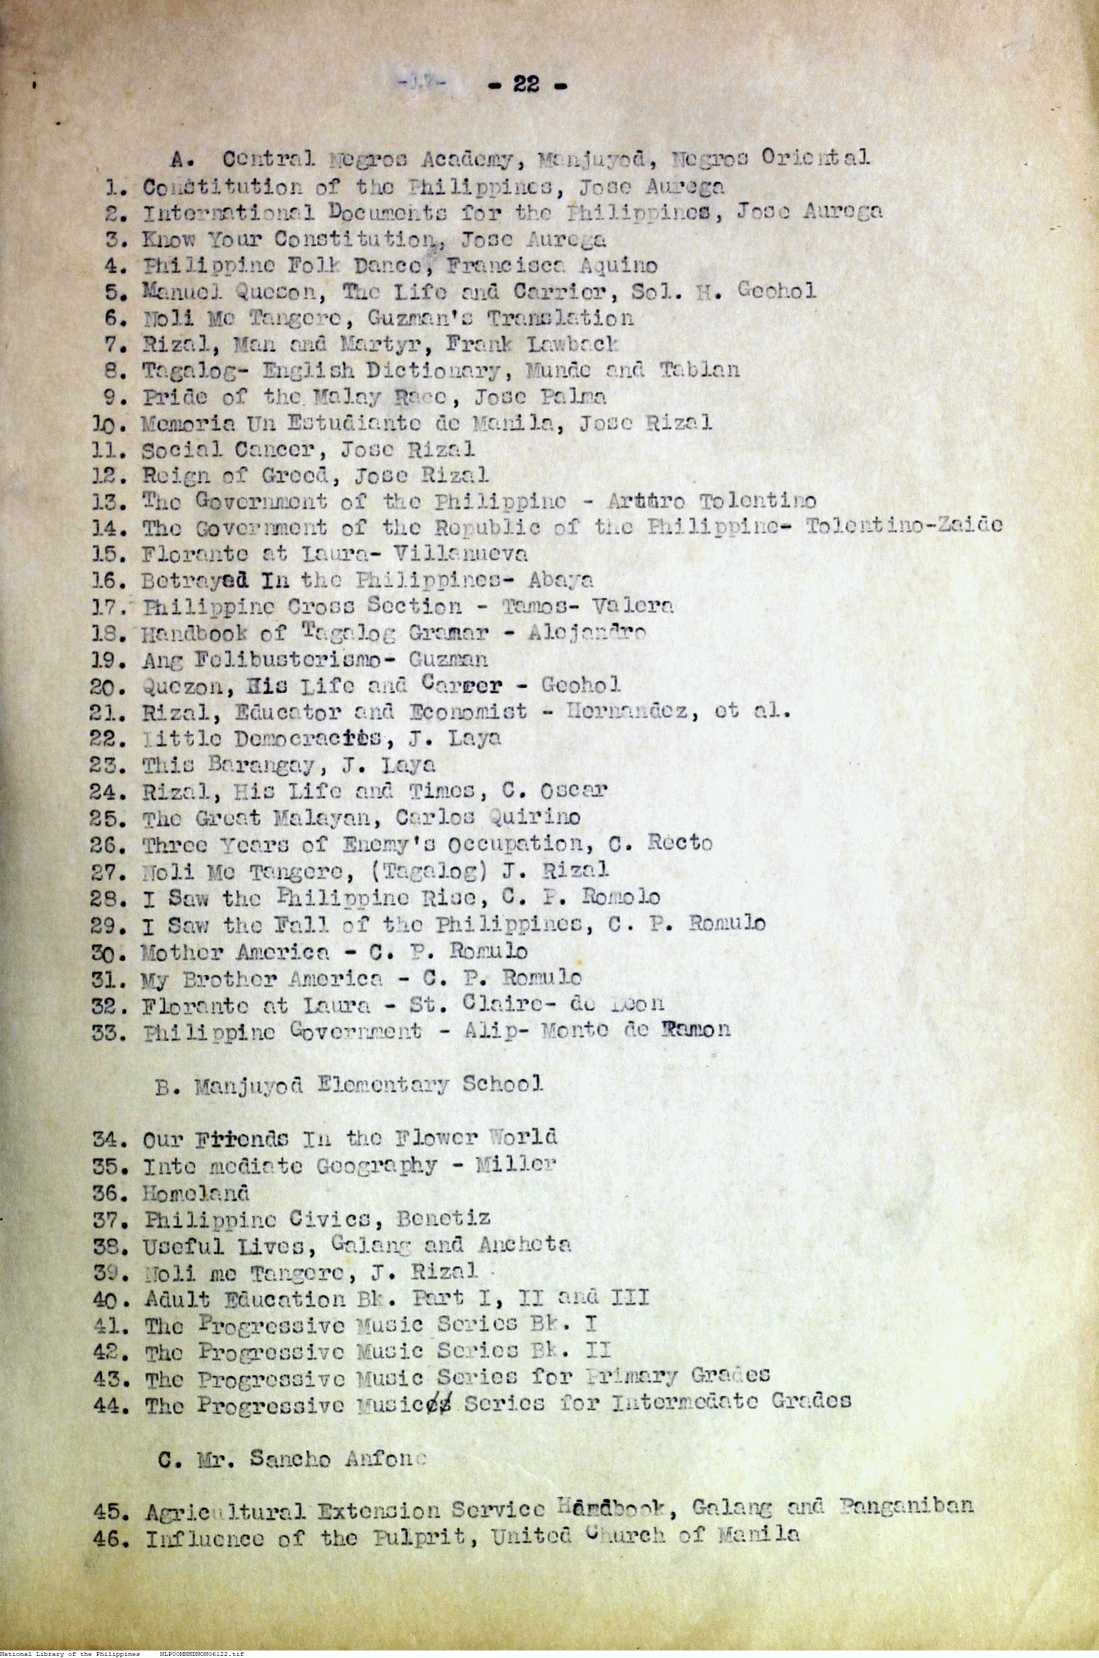 - 22 -
A. Central Negros Academy, Manjuyod, Negros Oriental
1. Constitution of the Philippines, Jose Aurega
2. International Documents for the Philippines, Jose Aurega
3. Know Your Constitution, Jose Aurega
4. Philippine Folk Dance, Francisca Aquino
5. Manuel Quecon, The Life and Carrier, Sol. H. Gcohol
6. Noli Me Tangere, Guzman's Translation
7. Rizal, Man and Martyr, Frank Lawback
8. Tagalog- English Dictionary, Munde and Tablan
9. Pride of the Malay Race, Jose Palma
10. Memoria Un Estudiante de Manila, Jose Rizal
11. Social Cancer, Jose Rizal
12. Reign of Greed, Jose Rizal
13. The Government of the Philippine - Artturo Tolentino
14. The Government of the Republic of the Philippine- Tolentino-Zaide
15. Florante at Laura- Villanueva
16. Betrayed In the Philippines- Abaya
17. Philippine Cross Section - Tamos- Valera
18. Handbook of Tagalog Gramar - Alejandro
19. Ang Felibusterismo- Guzman
20. Quezon, His Life and Career - Gcohol
21. Rizal, Educator and Economist - Hernandez, et al.
22. Little Democracies, J. Laya
23. This Barangay, J. Laya
24. Rizal, His Life and Times, C. Oscar
25. The Great Malayan, Carlos Quirino
26. Three Years of Enemy's Occupation, C. Recto
27. Noli Me Tangere, (Tagalog) J. Rizal
28. I Saw the Philippine Rise, C. P. Romolo
29. I Saw the Fall of the Philippines, C. P. Romulo
30. Mother America - C. P. Romulo
31. My Brother America - C. P. Romulo
32. Florante at Laura - St. Claire- de Leon
33. Philippine Government - Alip- Monte de Ramon
B. Manjuyod Elementary School
34. Our Friends In the Flower World
35. Inte mediate Geography - Miller
36. Homeland
37. Philippine Civics, Benetiz
38. Useful Lives, Galang and Ancheta
39. Noli me Tangere, J. Rizal
40. Adult Education Bk. Part I, II and III
41. The Progressive Music Series Bk. I
42. The Progressive Music Series Bk. II
43. The Progressive Music Series for Primary Grades
44. The Progressive Music Series for Intermedate Grades
C. Mr. Sancho Anfone
45. Agricultural Extension Service Handbook, Galang and Panganiban
46. Influence of the Pulprit, United Church of Manila
National Library of the Philippines